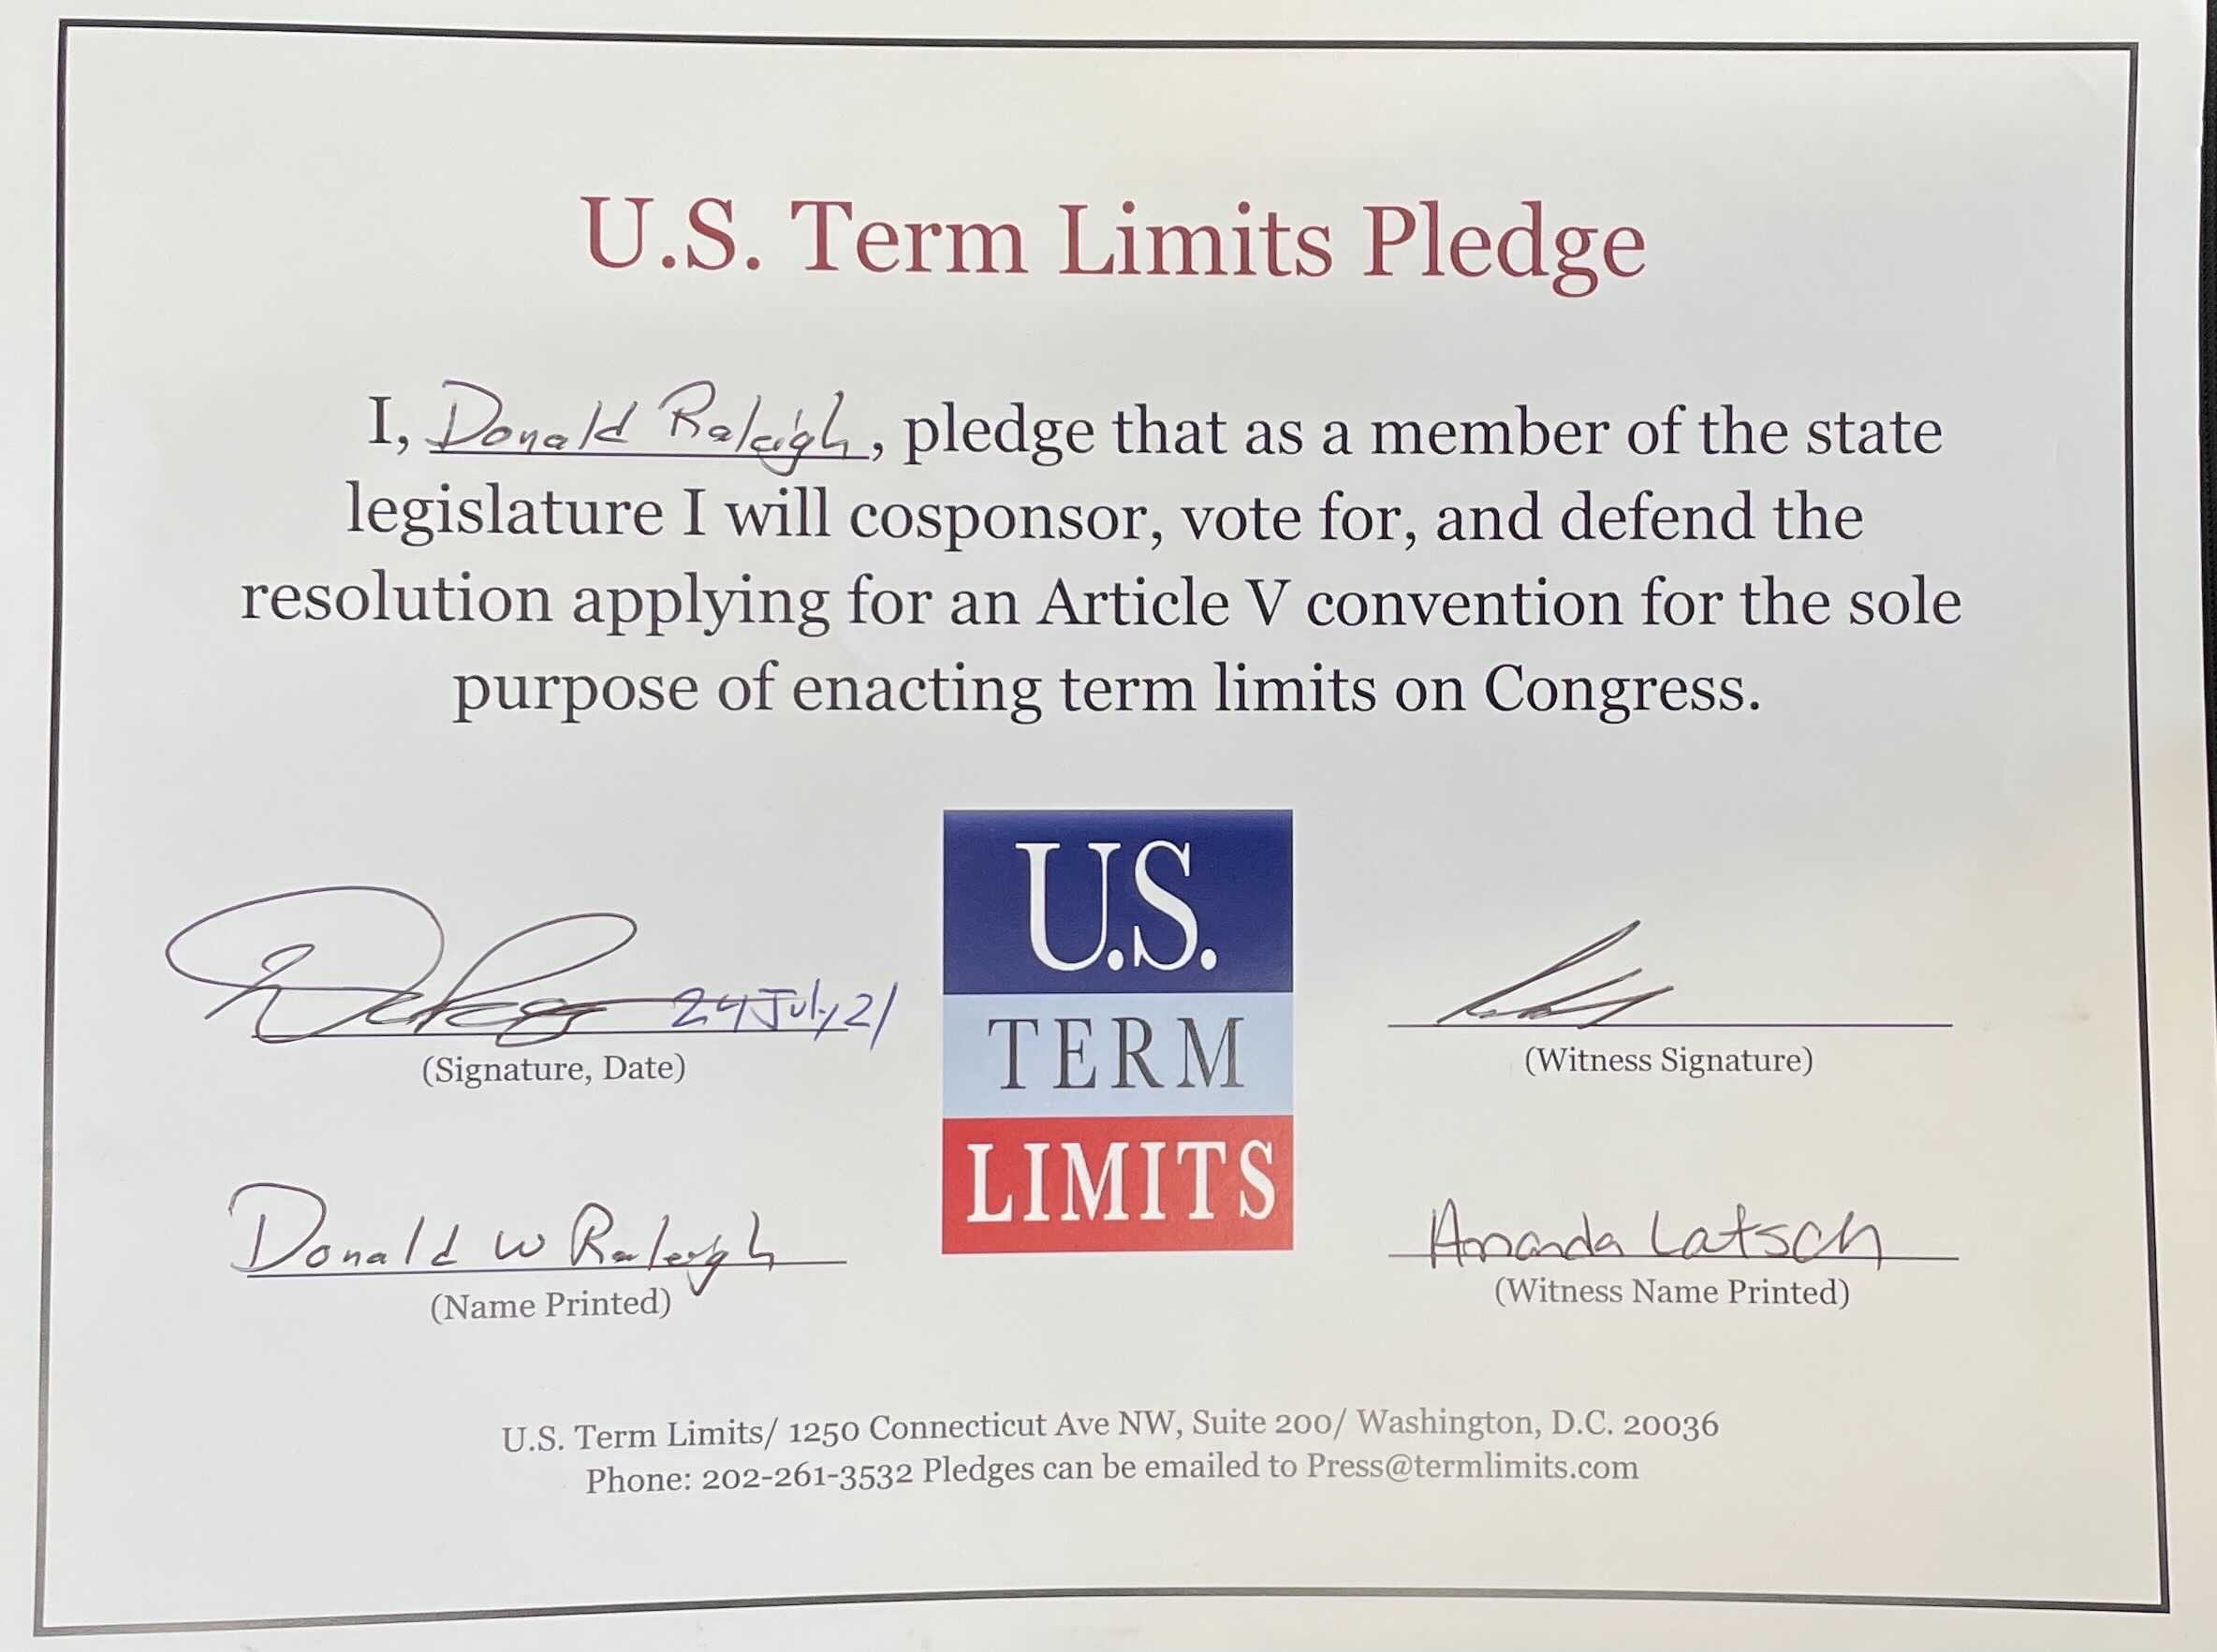 U.S. Term Limits Pledge
I, Donald Raleigh, pledge that as a member of the state
legislature I will cosponsor, vote for, and defend the
resolution applying for an Article V convention for the sole
purpose of enacting term limits on Congress.
24 July 21
(Signature, Date)
Donald W Raleigh
(Name Printed)
U.S.
TERM
LIMITS
(Witness Signature)
Amanda Latsch
(Witness Name Printed)
U.S. Term Limits/ 1250 Connecticut Ave NW, Suite 200/ Washington, D.C. 20036
Phone: 202-261-3532 Pledges can be emailed to Press@termlimits.com